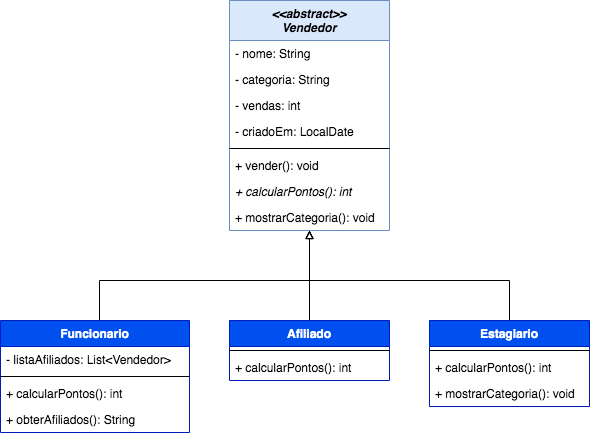 <<abstract>>
Vendedor
- nome: String
- categoria: String
- vendas: int
- criadoEm: LocalDate
+ vender(): void
+ calcularPontos(): int
+ mostrarCategoria(): void
Funcionario
- listaAfiliados: List<Vendedor>
+ calcularPontos(): int
+ obterAfiliados(): String
Afiliado
+ calcularPontos(): int
Estagiario
+ calcularPontos(): int
+ mostrarCategoria(): void